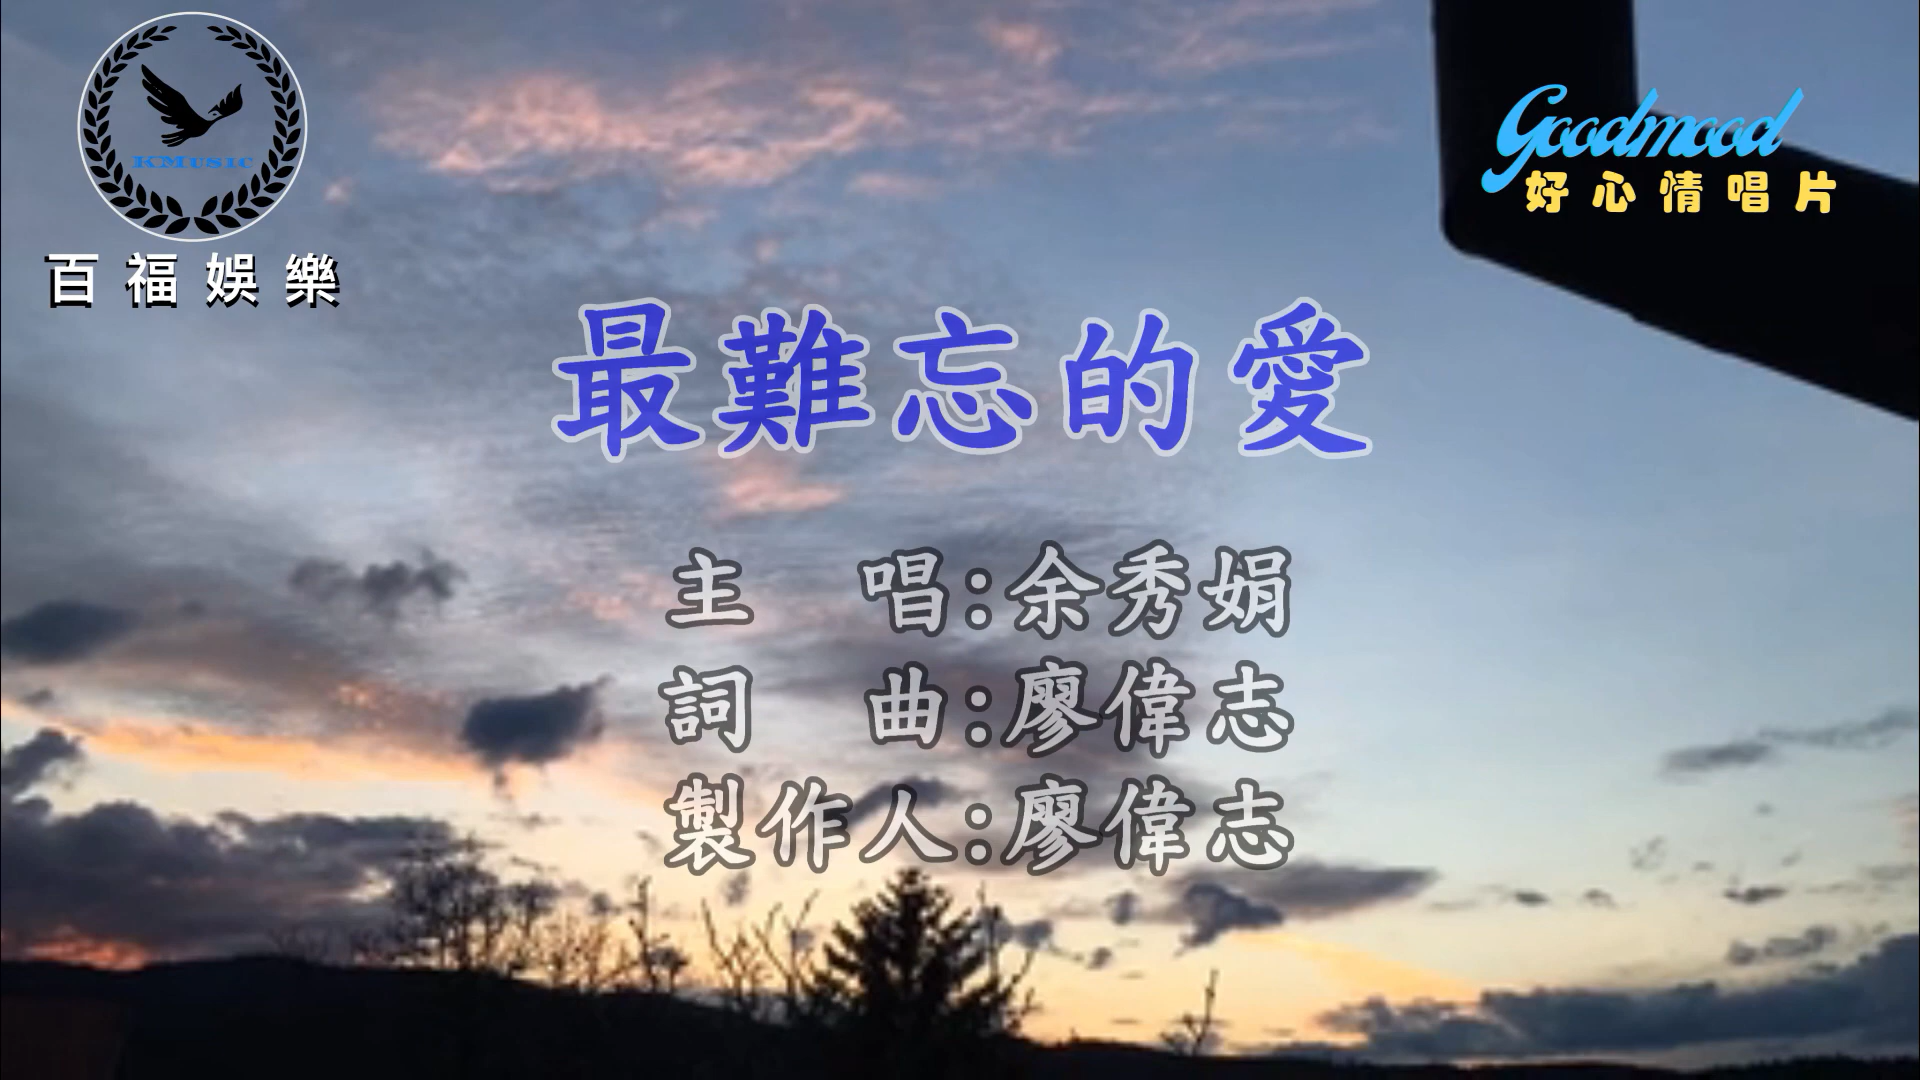 KMusic
百福娛樂
Goodmood
好心情唱片
最難忘的愛
主 唱:余秀娟
詞 曲:廖偉志
製作人:廖偉志